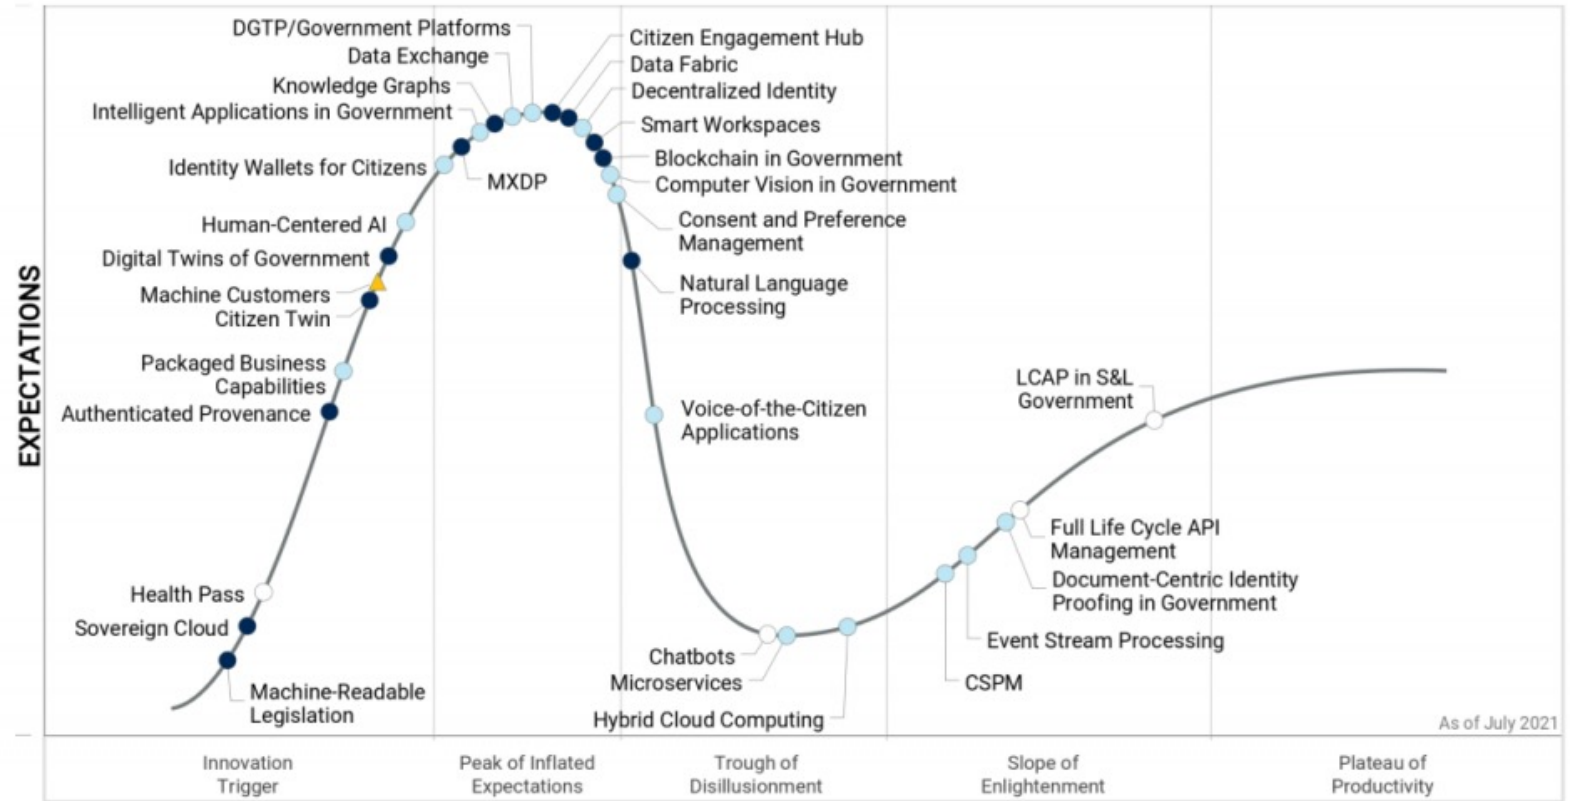 DGTP/Government Platforms
Data Exchange
Knowledge Graphs
Intelligent Applications in Government
Identity Wallets for Citizens
MXDP
Human-Centered AI
Digital Twins of Government
Machine Customers
Citizen Twin
Packaged Business
Capabilities
Authenticated Provenance
Health Pass
Sovereign Cloud
Machine-Readable
Legislation
Citizen Engagement Hub
Data Fabric
Decentralized Identity
Smart Workspaces
Blockchain in Government
Computer Vision in Government
Consent and Preference
Management
Natural Language
Processing
Voice-of-the-Citizen
Applications
Chatbots
Microservices
Hybrid Cloud Computing
LCAP in S&L
Government
Full Life Cycle API
Management
Document-Centric Identity
Proofing in Government
Event Stream Processing
CSPM
EXPECTATIONS
As of July 2021
Innovation
Trigger
Peak of Inflated
Expectations
Trough of
Disillusionment
Slope of
Enlightenment
Plateau of
Productivity